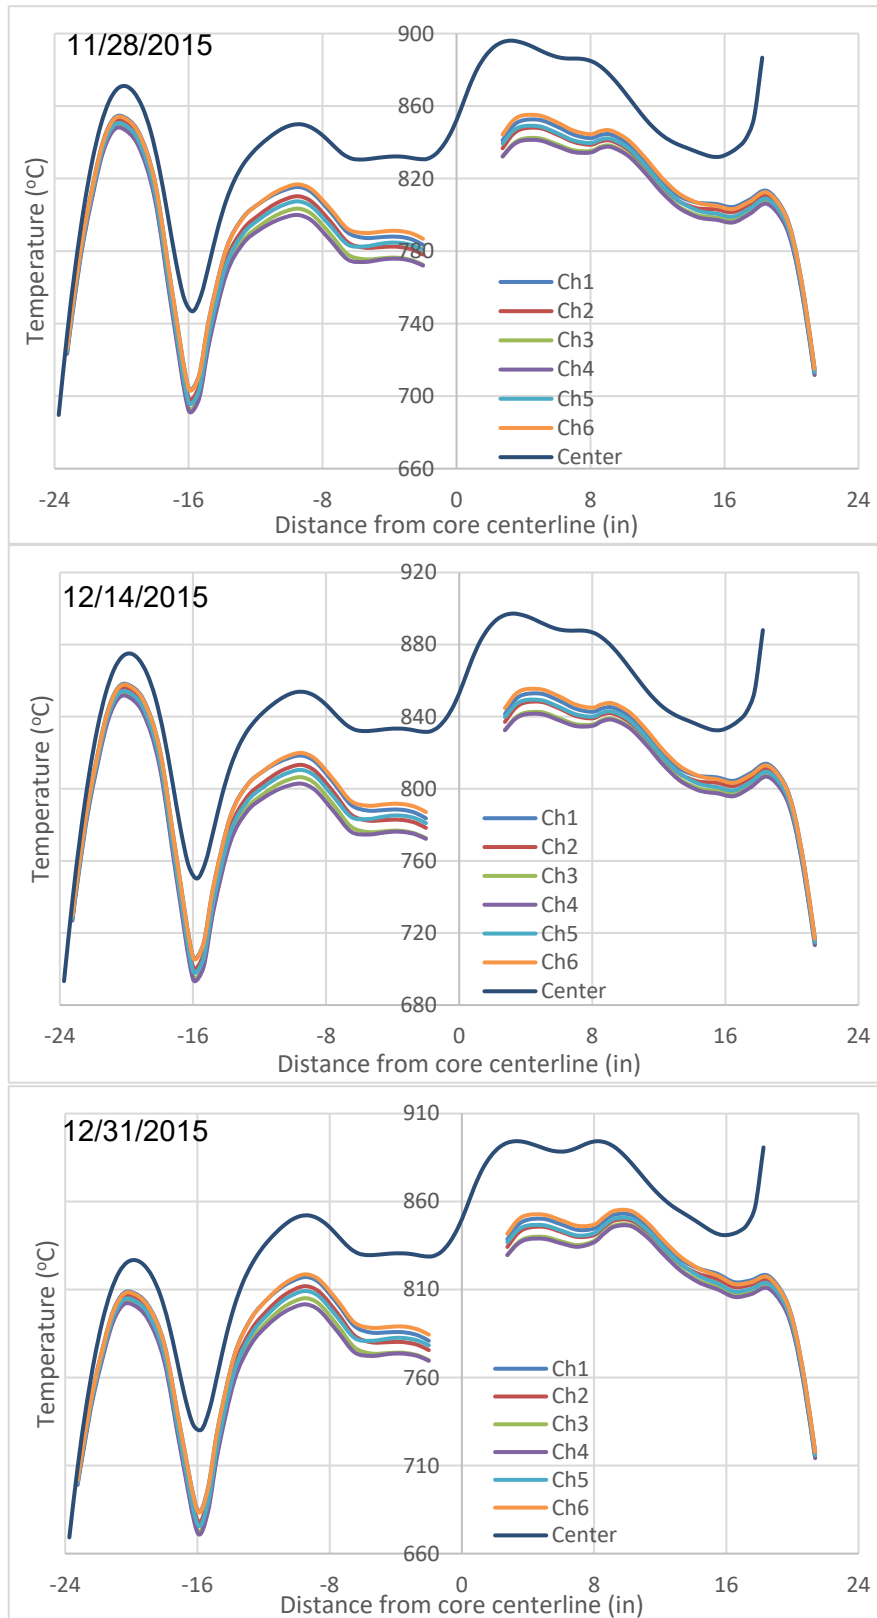 11/28/2015
900
860
820
780
740
700
660
Temperature (oC)
Ch1
Ch2
Ch3
Ch4
Ch5
Ch6
Center
-24 -16 -8 0 8 16 24
Distance from core centerline (in)
12/14/2015
920
880
840
800
760
720
680
Temperature (oC)
Ch1
Ch2
Ch3
Ch4
Ch5
Ch6
Center
-24 -16 -8 0 8 16 24
Distance from core centerline (in)
12/31/2015
910
860
810
760
710
660
Temperature (oC)
Ch1
Ch2
Ch3
Ch4
Ch5
Ch6
Center
-24 -16 -8 0 8 16 24
Distance from core centerline (in)